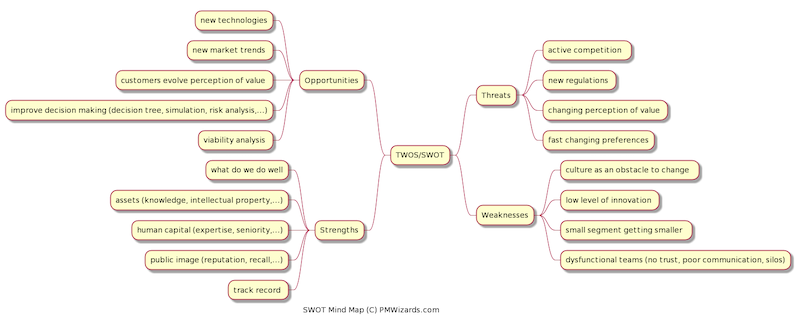 new technologies
new market trends
customers evolve perception of value
improve decision making (decision tree, simulation, risk analysis,...)
viability analysis
Opportunities
what do we do well
assets (knowledge, intellectual property,...)
human capital (expertise, seniority,...)
public image (reputation, recall,...)
track record
Strengths
TWOS/SWOT
Threats
active competition
new regulations
changing perception of value
fast changing preferences
Weaknesses
culture as an obstacle to change
low level of innovation
small segment getting smaller
dysfunctional teams (no trust, poor communication, silos)
SWOT Mind Map (C) PMWizards.com